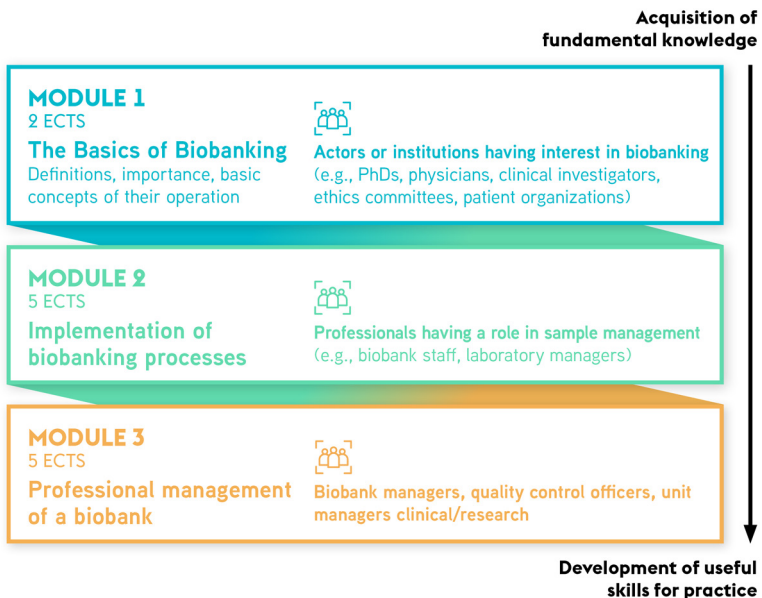 Acquisition of
fundamental knowledge
MODULE 1
2 ECTS
The Basics of Biobanking
Definitions, importance, basic
concepts of their operation
Actors or institutions having interest in biobanking
(e.g., PhDs, physicians, clinical investigators,
ethics committees, patient organizations)
MODULE 2
5 ECTS
Implementation of
biobanking processes
Professionals having a role in sample management
(e.g., biobank staff, laboratory managers)
MODULE 3
5 ECTS
Professional management
of a biobank
Biobank managers, quality control officers, unit
managers clinical/research
Development of useful
skills for practice